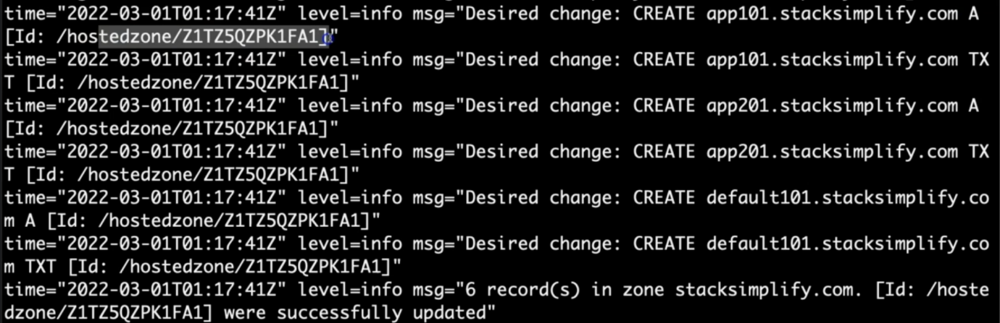 time="2022-03-01T01:17:41Z" level=info msg="Desired change: CREATE app101.stacksimplify.com A
[Id: /hostedzone/Z1TZ5QZPK1FA1]"
time="2022-03-01T01:17:41Z" level=info msg="Desired change: CREATE app101.stacksimplify.com TX
T [Id: /hostedzone/Z1TZ5QZPK1FA1]"
time="2022-03-01T01:17:41Z" level=info msg="Desired change: CREATE app201.stacksimplify.com A
[Id: /hostedzone/Z1TZ5QZPK1FA1]"
time="2022-03-01T01:17:41Z" level=info msg="Desired change: CREATE app201.stacksimplify.com TX
T [Id: /hostedzone/Z1TZ5QZPK1FA1]"
time="2022-03-01T01:17:41Z" level=info msg="Desired change: CREATE default101.stacksimplify.co
m A [Id: /hostedzone/Z1TZ5QZPK1FA1]"
time="2022-03-01T01:17:41Z" level=info msg="Desired change: CREATE default101.stacksimplify.co
m TXT [Id: /hostedzone/Z1TZ5QZPK1FA1]"
time="2022-03-01T01:17:41Z" level=info msg="6 record(s) in zone stacksimplify.com. [Id: /hoste
dzone/Z1TZ5QZPK1FA1] were successfully updated"